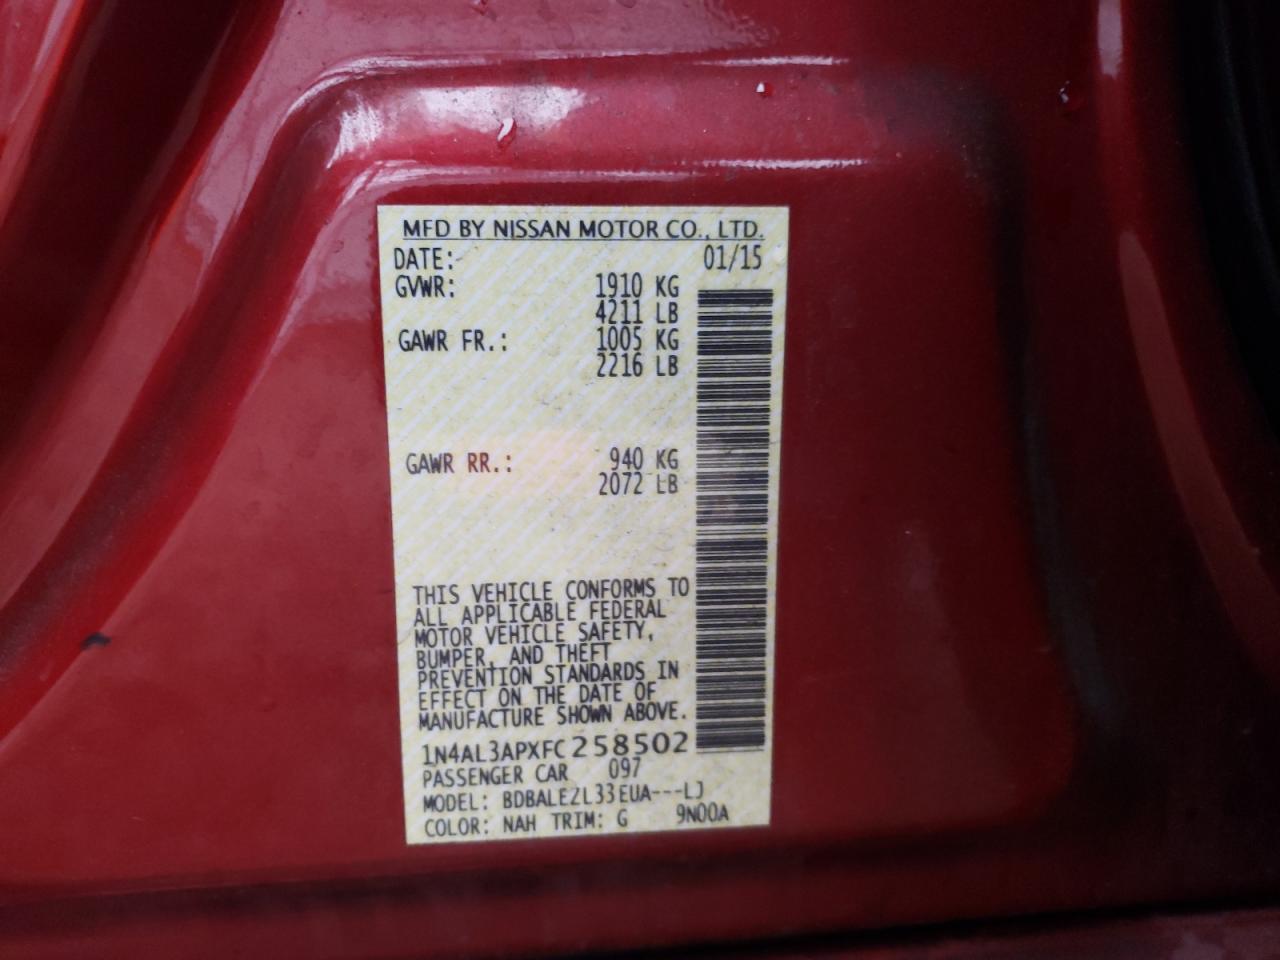 MFD BY NISSAN MOTOR CO., LTD.
DATE: 01/15
GVWR: 1910 KG
4211 LB
GAWR FR.: 1005 KG
2216 LB
GAWR RR.: 940 KG
2072 LB
THIS VEHICLE CONFORMS TO
ALL APPLICABLE FEDERAL
MOTOR VEHICLE SAFETY,
BUMPER, AND THEFT
PREVENTION STANDARDS IN
EFFECT ON THE DATE OF
MANUFACTURE SHOWN ABOVE.
1N4AL3APXFC258502
PASSENGER CAR 097
MODEL: BDBALEZL33EUA---LJ
COLOR: NAH TRIM: G 9N00A